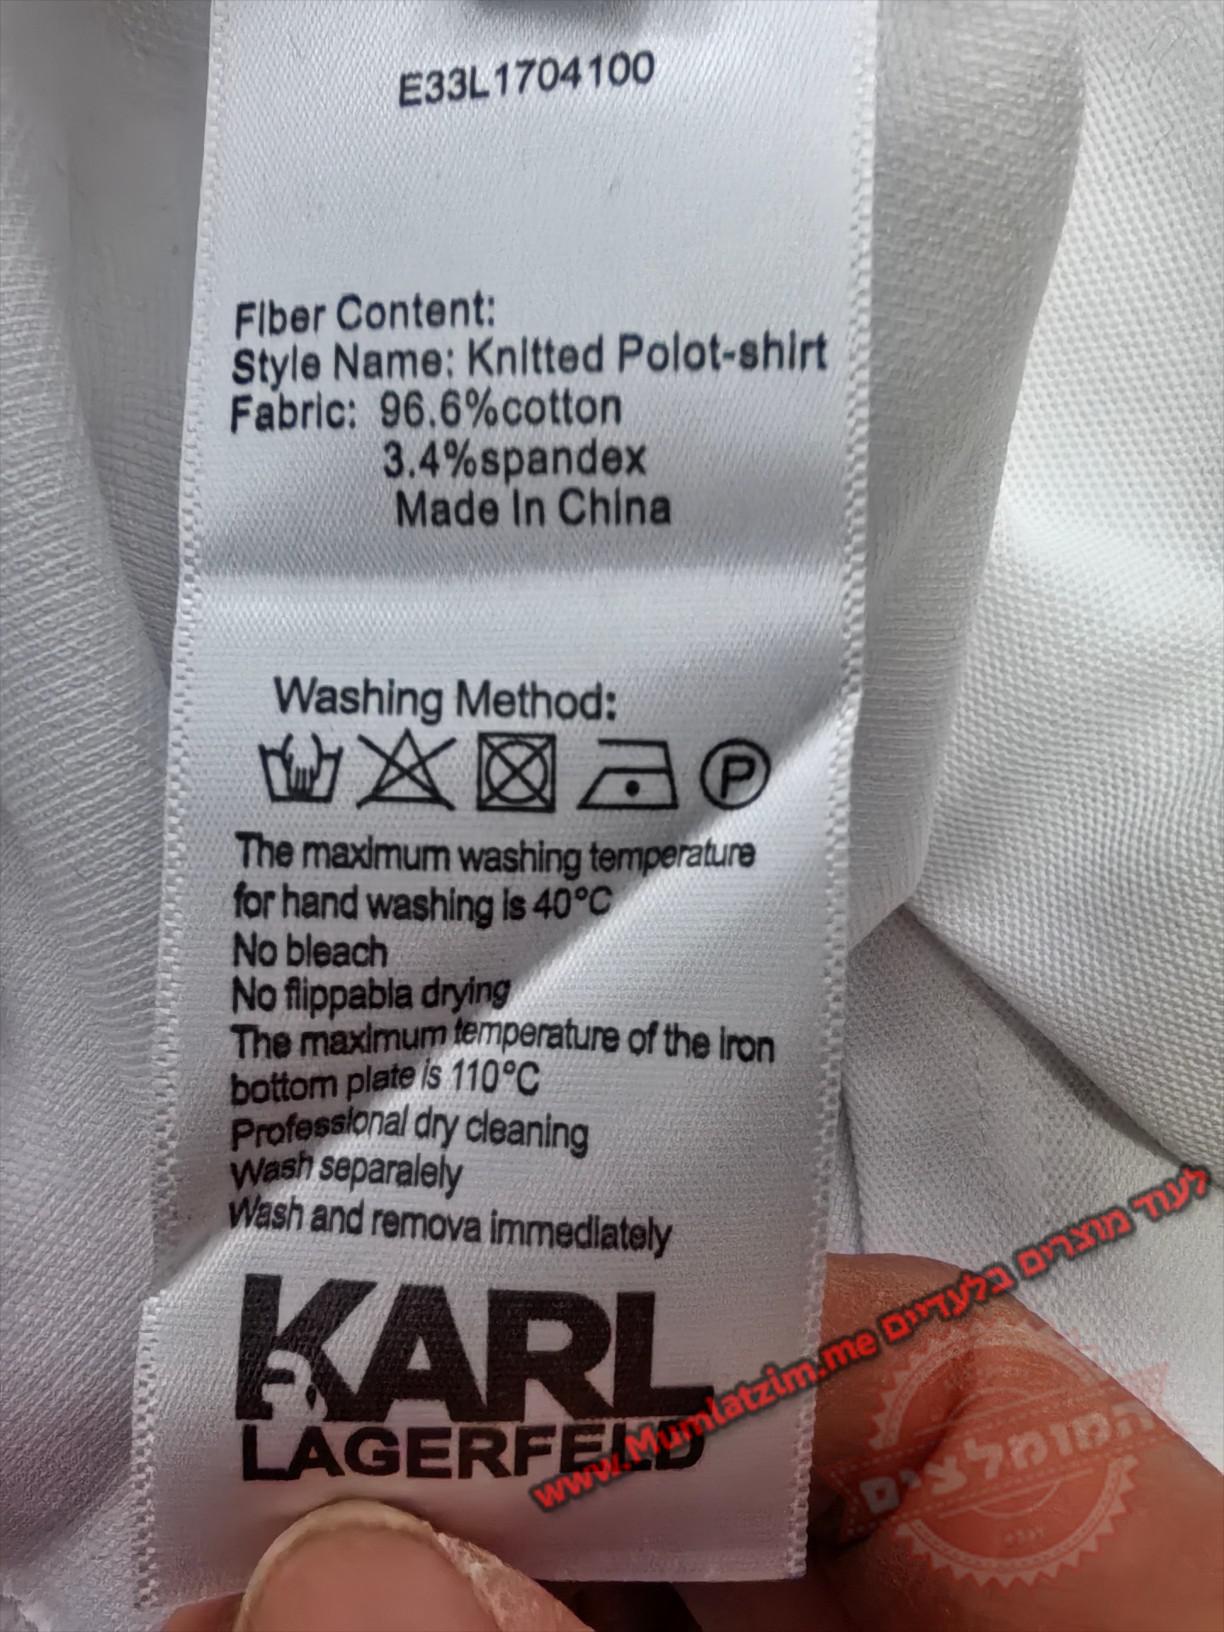 E33L1704100
Fiber Content:
Style Name: Knitted Polot-shirt
Fabric: 96.6%cotton
3.4%spandex
Made In China
Washing Method:
P
The maximum washing temperature
for hand washing is 40°C
No bleach
No flippabla drying
The maximum temperature of the iron
bottom plate is 110°C
Professional dry cleaning
Wash separalely
Wash and remova immediately
KARL
LAGERFELD
לעוד מוצרים בלעדיים www.Mumlatzim.me
המומלצים